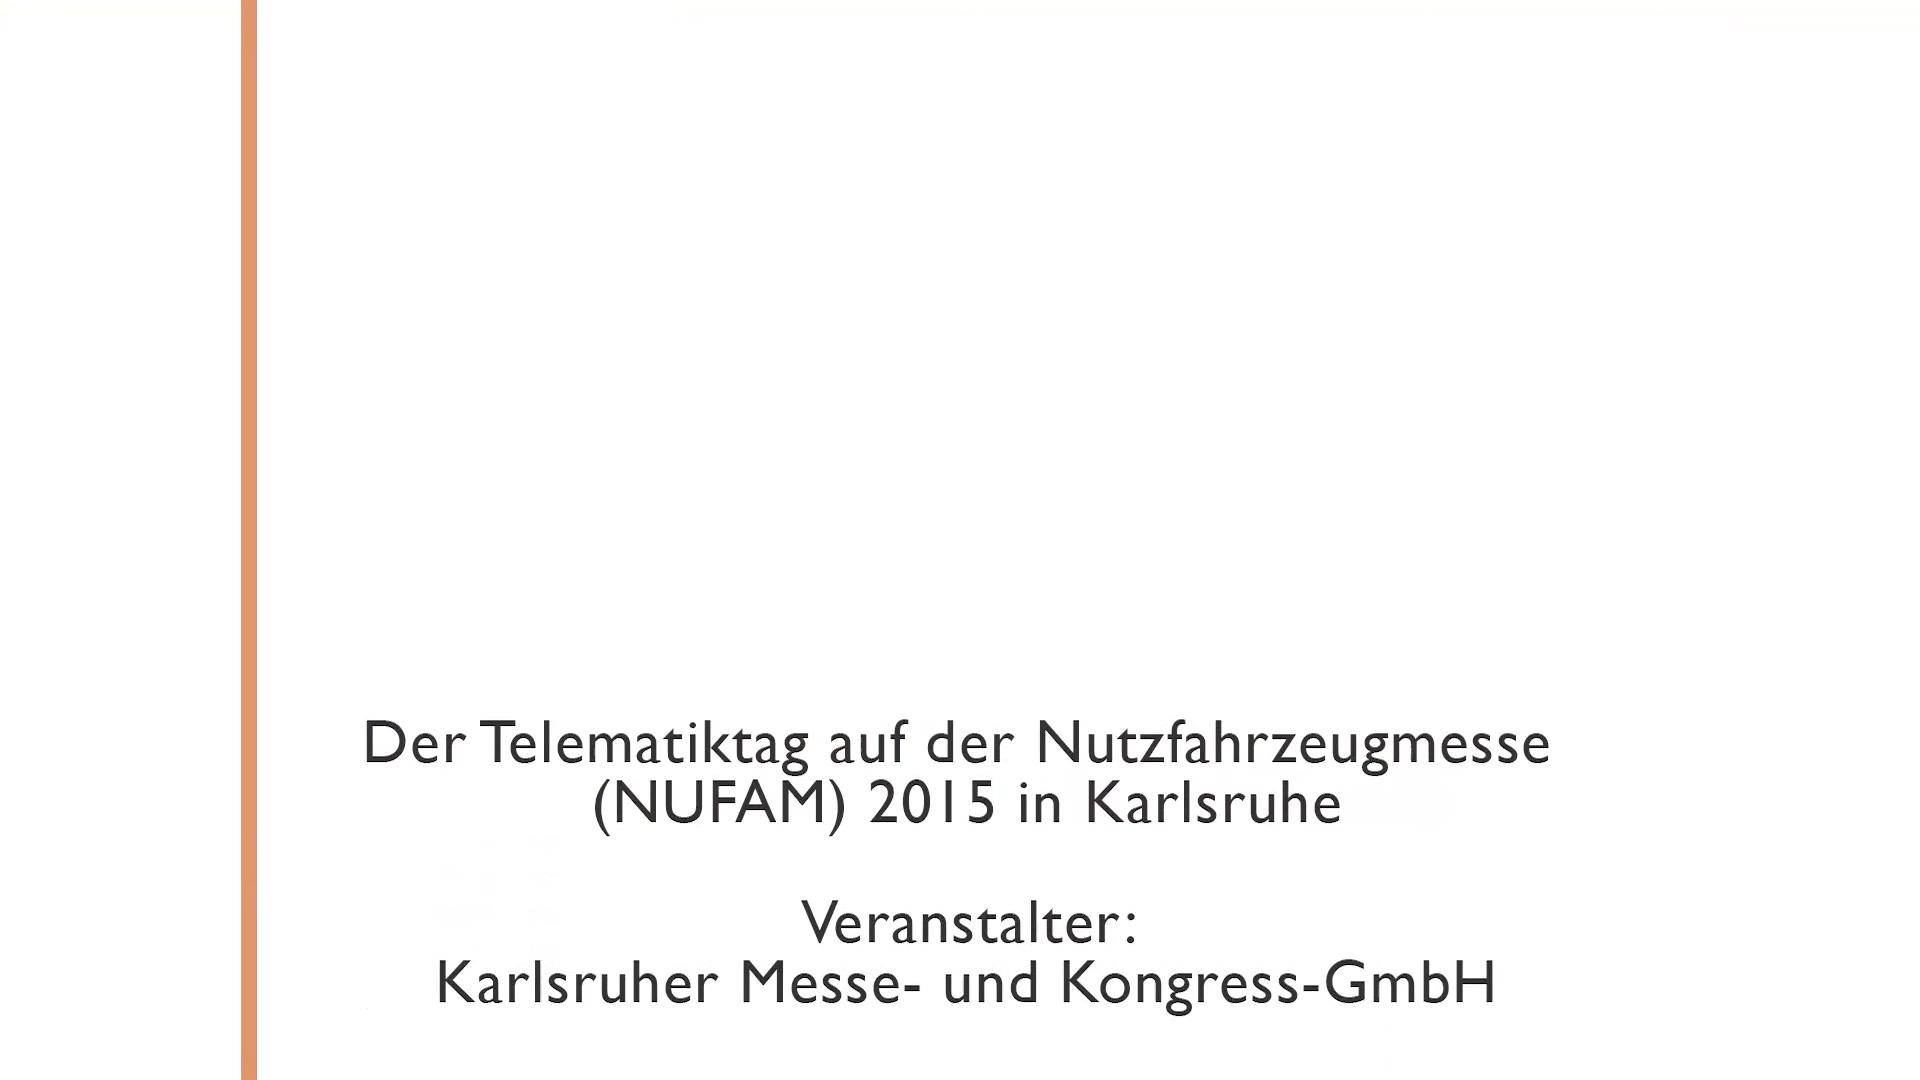 Der Telematiktag auf der Nutzfahrzeugmesse
(NUFAM) 2015 in Karlsruhe
Veranstalter:
Karlsruher Messe- und Kongress-GmbH